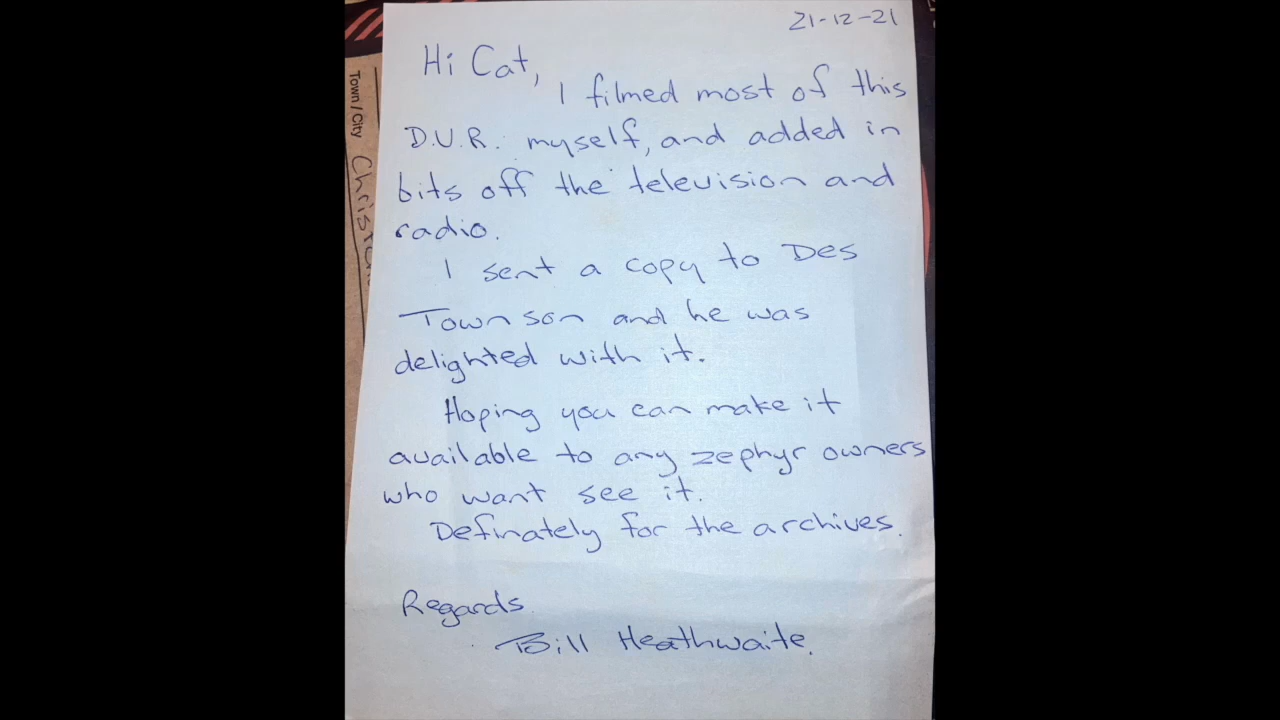 21-12-21
Hi Cat,
I filmed most of this
D.U.R. myself, and added in
bits off the television and
radio.
I sent a copy to Des
Townson and he was
delighted with it.
Hoping you can make it
available to any zephyr owners
who want see it.
Definately for the archives.
Regards.
Bill Heathwaite.
Town / City